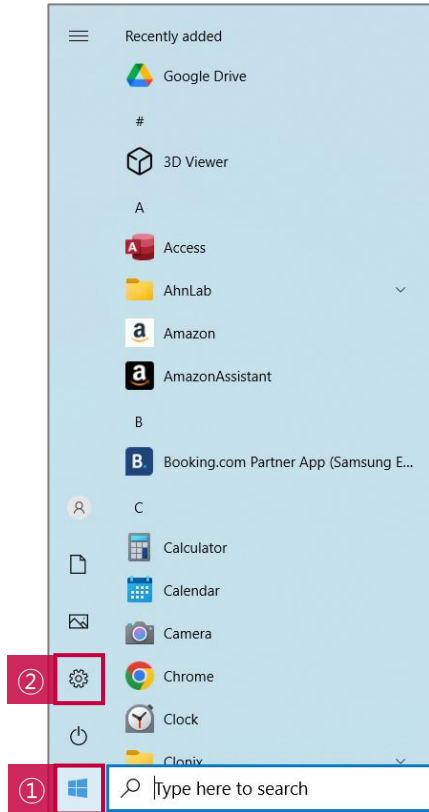 Recently added
Google Drive
#
3D Viewer
A
Access
AhnLab
Amazon
AmazonAssistant
B
Booking.com Partner App (Samsung E...
C
Calculator
Calendar
Camera
Chrome
Clock
Clonix
②
①
Type here to search